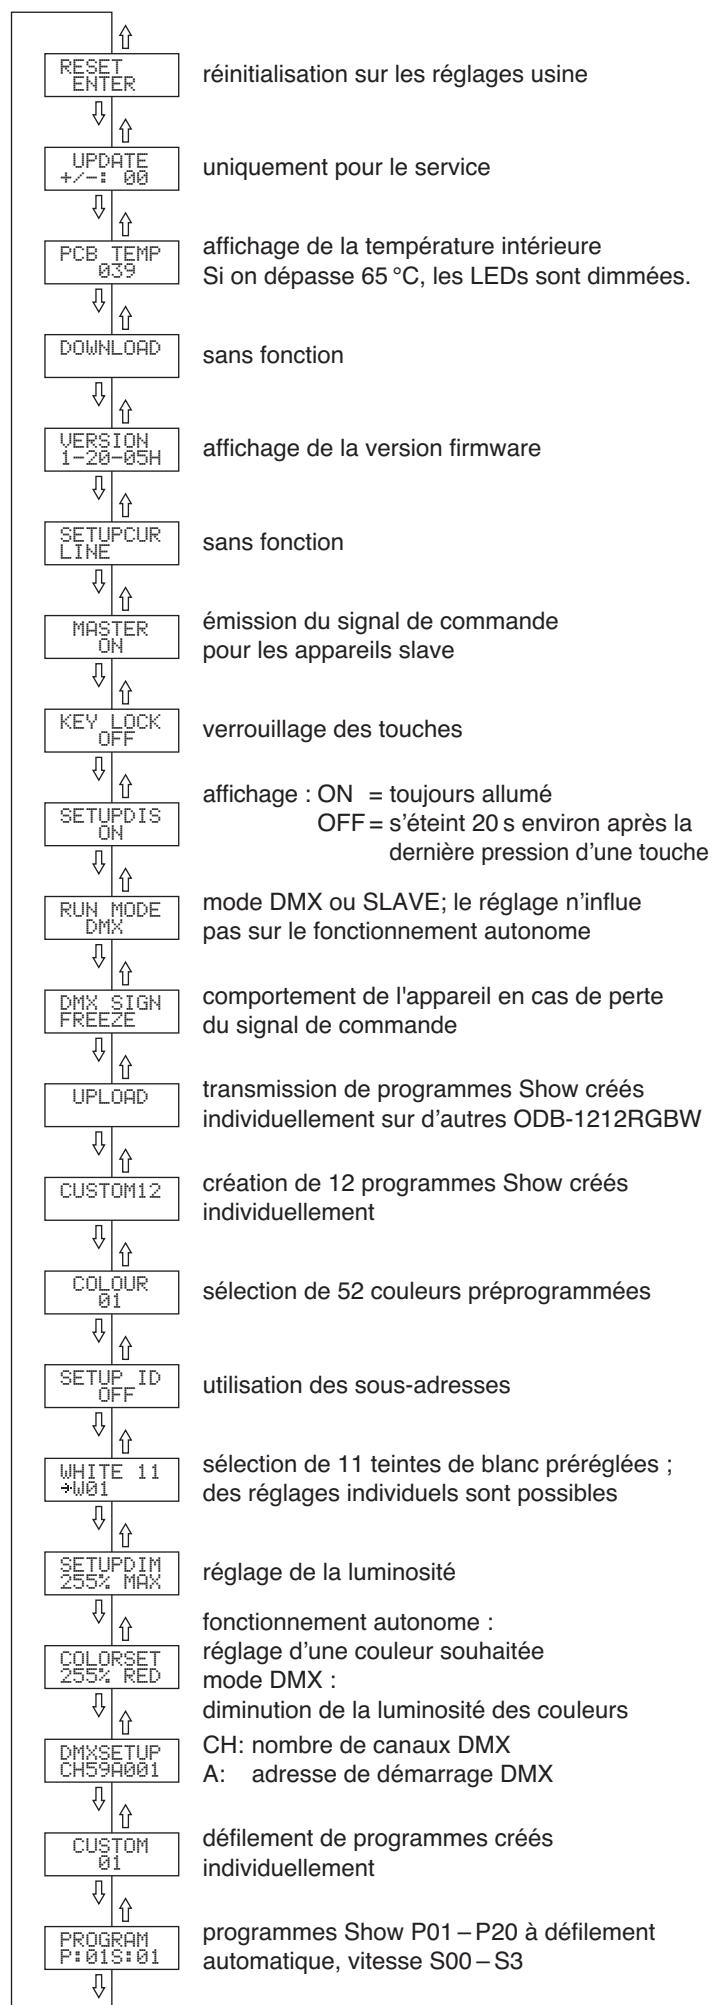 RESET
ENTER
réinitialisation sur les réglages usine
UPDATE
+/-: 00
uniquement pour le service
PCB TEMP
039
affichage de la température intérieure
Si on dépasse 65 °C, les LEDs sont dimmées.
DOWNLOAD
sans fonction
VERSION
1-20-05H
affichage de la version firmware
SETUPCUR
LINE
sans fonction
MASTER
ON
émission du signal de commande
pour les appareils slave
KEY LOCK
OFF
verrouillage des touches
SETUPDIS
ON
affichage : ON = toujours allumé
OFF = s’éteint 20 s environ après la
dernière pression d’une touche
RUN MODE
DMX
mode DMX ou SLAVE; le réglage n’influe
pas sur le fonctionnement autonome
DMX SIGN
FREEZE
comportement de l'appareil en cas de perte
du signal de commande
UPLOAD
transmission de programmes Show créés
individuellement sur d’autres ODB-1212RGBW
CUSTOM12
création de 12 programmes Show créés
individuellement
COLOUR
01
sélection de 52 couleurs préprogrammées
SETUP ID
OFF
utilisation des sous-adresses
WHITE 11
→W01
sélection de 11 teintes de blanc préréglées ;
des réglages individuels sont possibles
SETUPDIM
255% MAX
réglage de la luminosité
COLORSET
255% RED
fonctionnement autonome :
réglage d’une couleur souhaitée
mode DMX :
diminution de la luminosité des couleurs
DMXSETUP
CH59A001
CH: nombre de canaux DMX
A: adresse de démarrage DMX
CUSTOM
01
défilement de programmes créés
individuellement
PROGRAM
P:01S:01
programmes Show P01 – P20 à défilement
automatique, vitesse S00 – S3